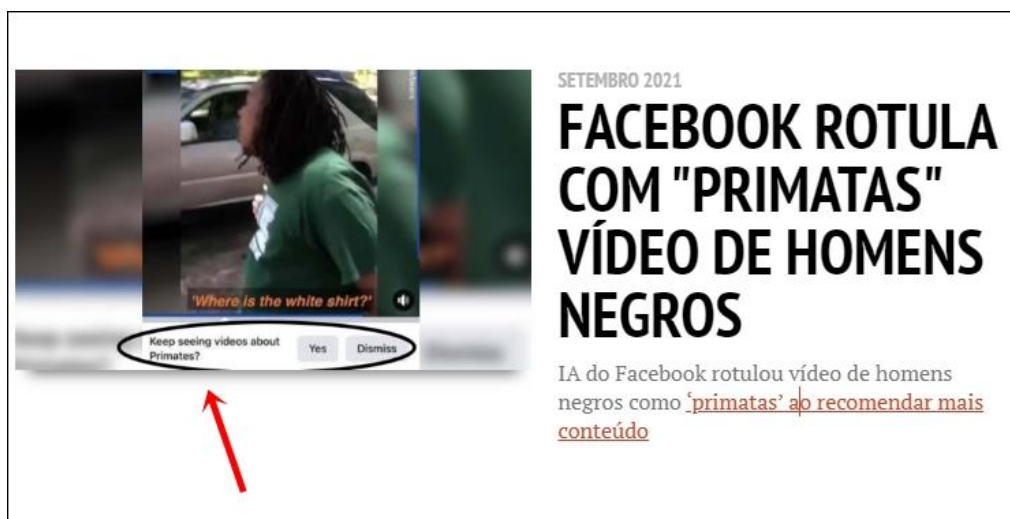 SETEMBRO 2021
FACEBOOK ROTULA
COM "PRIMATAS"
VÍDEO DE HOMENS
NEGROS
IA do Facebook rotulou vídeo de homens
negros como ‘primatas’ ao recomendar mais
conteúdo
'Where is the white shirt?'
Keep seeing videos about
Primates?
Yes
Dismiss